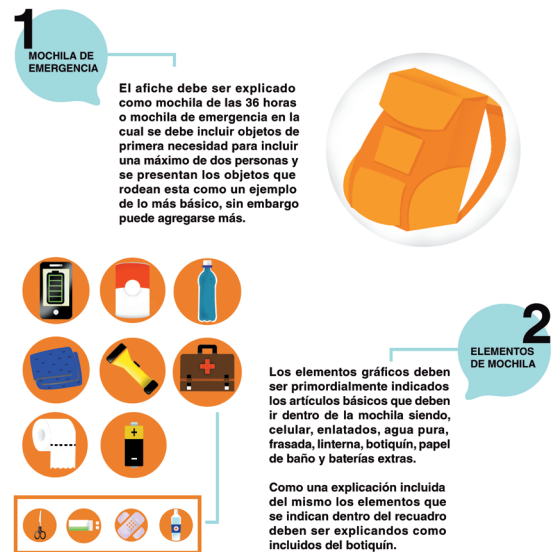 1
MOCHILA DE
EMERGENCIA
El afiche debe ser explicado
como mochila de las 36 horas
o mochila de emergencia en la
cual se debe incluir objetos de
primera necesidad para incluir
una máximo de dos personas y
se presentan los objetos que
rodean esta como un ejemplo
de lo más básico, sin embargo
puede agregarse más.
2
ELEMENTOS
DE MOCHILA
Los elementos gráficos deben
ser primordialmente indicados
los artículos básicos que deben
ir dentro de la mochila siendo,
celular, enlatados, agua pura,
frasada, linterna, botiquín, papel
de baño y baterías extras.
Como una explicación incluida
del mismo los elementos que
se indican dentro del recuadro
deben ser explicandos como
incluidos del botiquín.